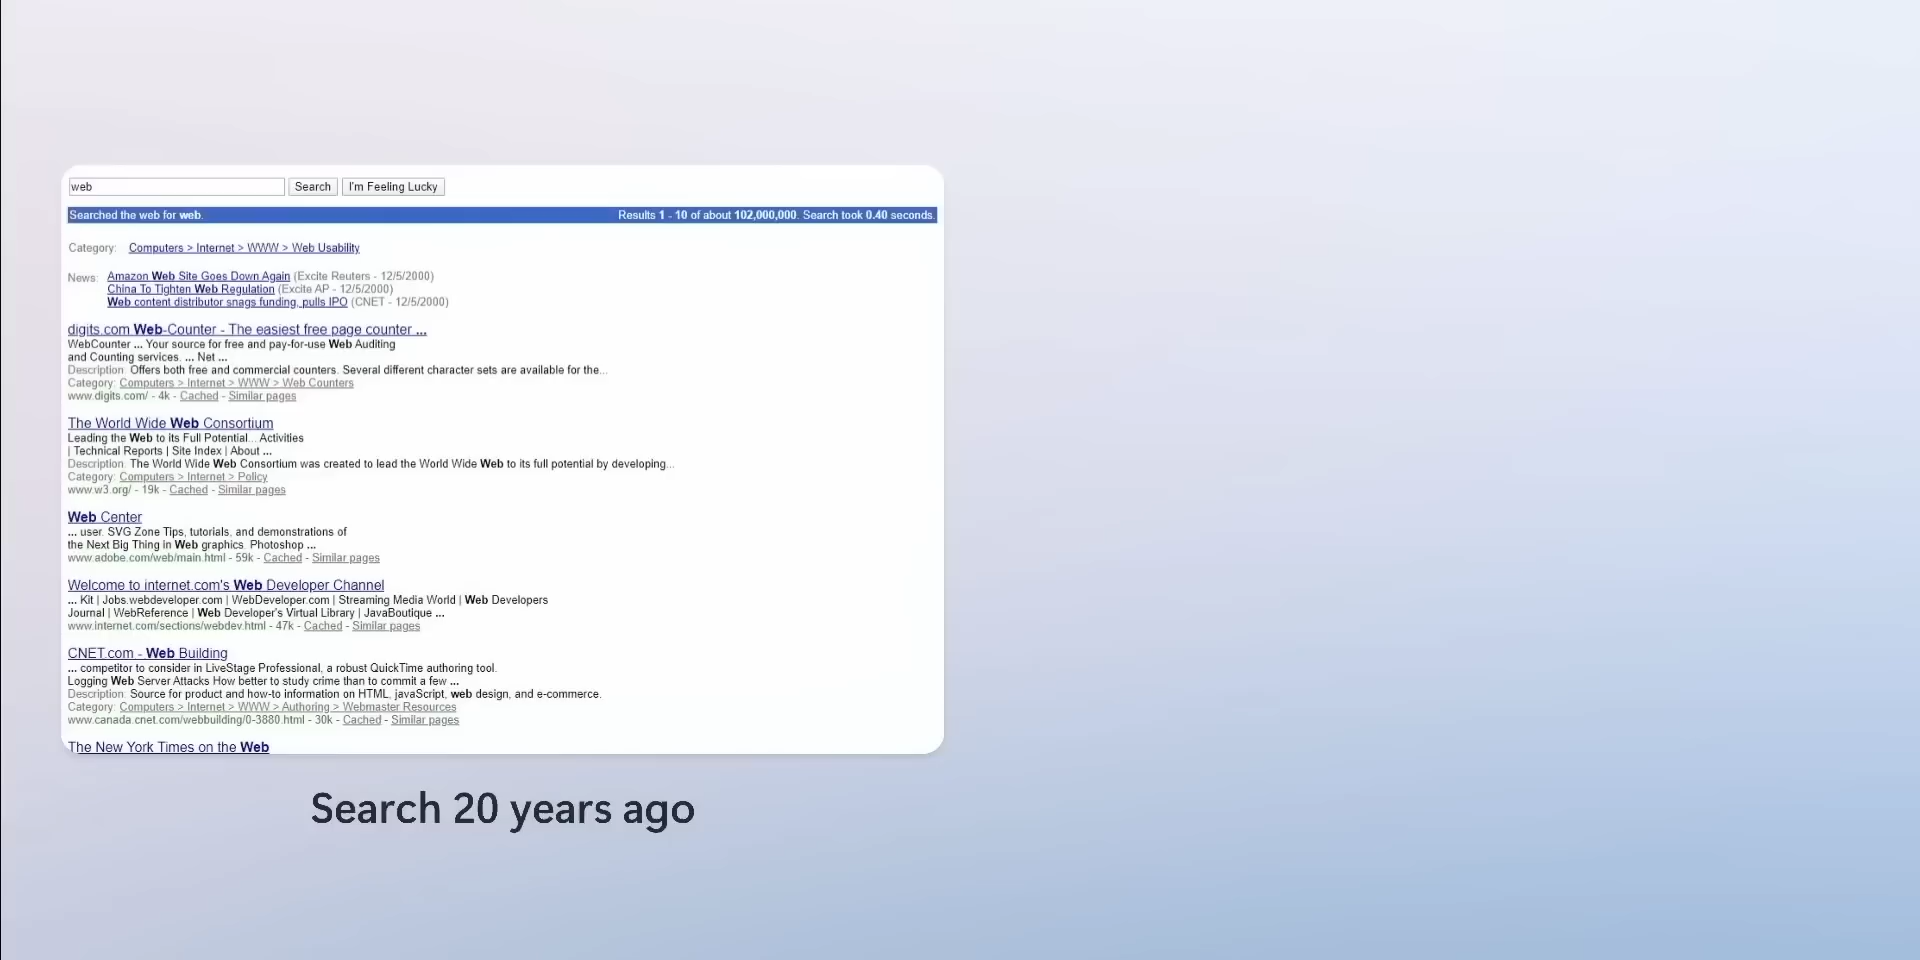 web Search I'm Feeling Lucky
Searched the web for web. Results 1 - 10 of about 102,000,000. Search took 0.40 seconds.
Category: Computers > Internet > WWW > Web Usability
News: Amazon Web Site Goes Down Again (Excite Reuters - 12/5/2000)
China To Tighten Web Regulation (Excite AP - 12/5/2000)
Web content distributor snags funding, pulls IPO (CNET - 12/5/2000)
digits.com Web-Counter - The easiest free page counter ...
WebCounter ... Your source for free and pay-for-use Web Auditing
and Counting services. ... Net ...
Description: Offers both free and commercial counters. Several different character sets are available for the...
Category: Computers > Internet > WWW > Web Counters
www.digits.com/ - 4k - Cached - Similar pages
The World Wide Web Consortium
Leading the Web to its Full Potential... Activities
| Technical Reports | Site Index | About ...
Description: The World Wide Web Consortium was created to lead the World Wide Web to its full potential by developing...
Category: Computers > Internet > Policy
www.w3.org/ - 19k - Cached - Similar pages
Web Center
... user. SVG Zone Tips, tutorials, and demonstrations of
the Next Big Thing in Web graphics. Photoshop ...
www.adobe.com/web/main.html - 59k - Cached - Similar pages
Welcome to internet.com's Web Developer Channel
... Kit | Jobs.webdeveloper.com | WebDeveloper.com | Streaming Media World | Web Developers
Journal | WebReference | Web Developer's Virtual Library | JavaBoutique ...
www.internet.com/sections/webdev.html - 47k - Cached - Similar pages
CNET.com - Web Building
... competitor to consider in LiveStage Professional, a robust QuickTime authoring tool.
Logging Web Server Attacks How better to study crime than to commit a few ...
Description: Source for product and how-to information on HTML, javaScript, web design, and e-commerce.
Category: Computers > Internet > WWW > Authoring > Webmaster Resources
www.canada.cnet.com/webbuilding/0-3880.html - 30k - Cached - Similar pages
The New York Times on the Web
Search 20 years ago